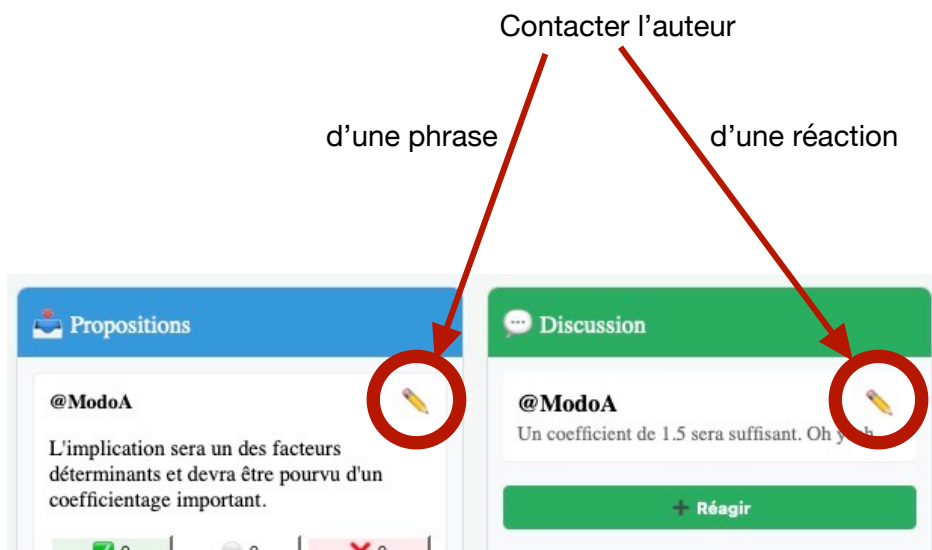 Contacter l’auteur
d’une phrase
d’une réaction
Propositions
@ModoA
L'implication sera un des facteurs
déterminants et devra être pourvu d'un
coefficientage important.
Discussion
@ModoA
Un coefficient de 1.5 sera suffisant. Oh
Réagir